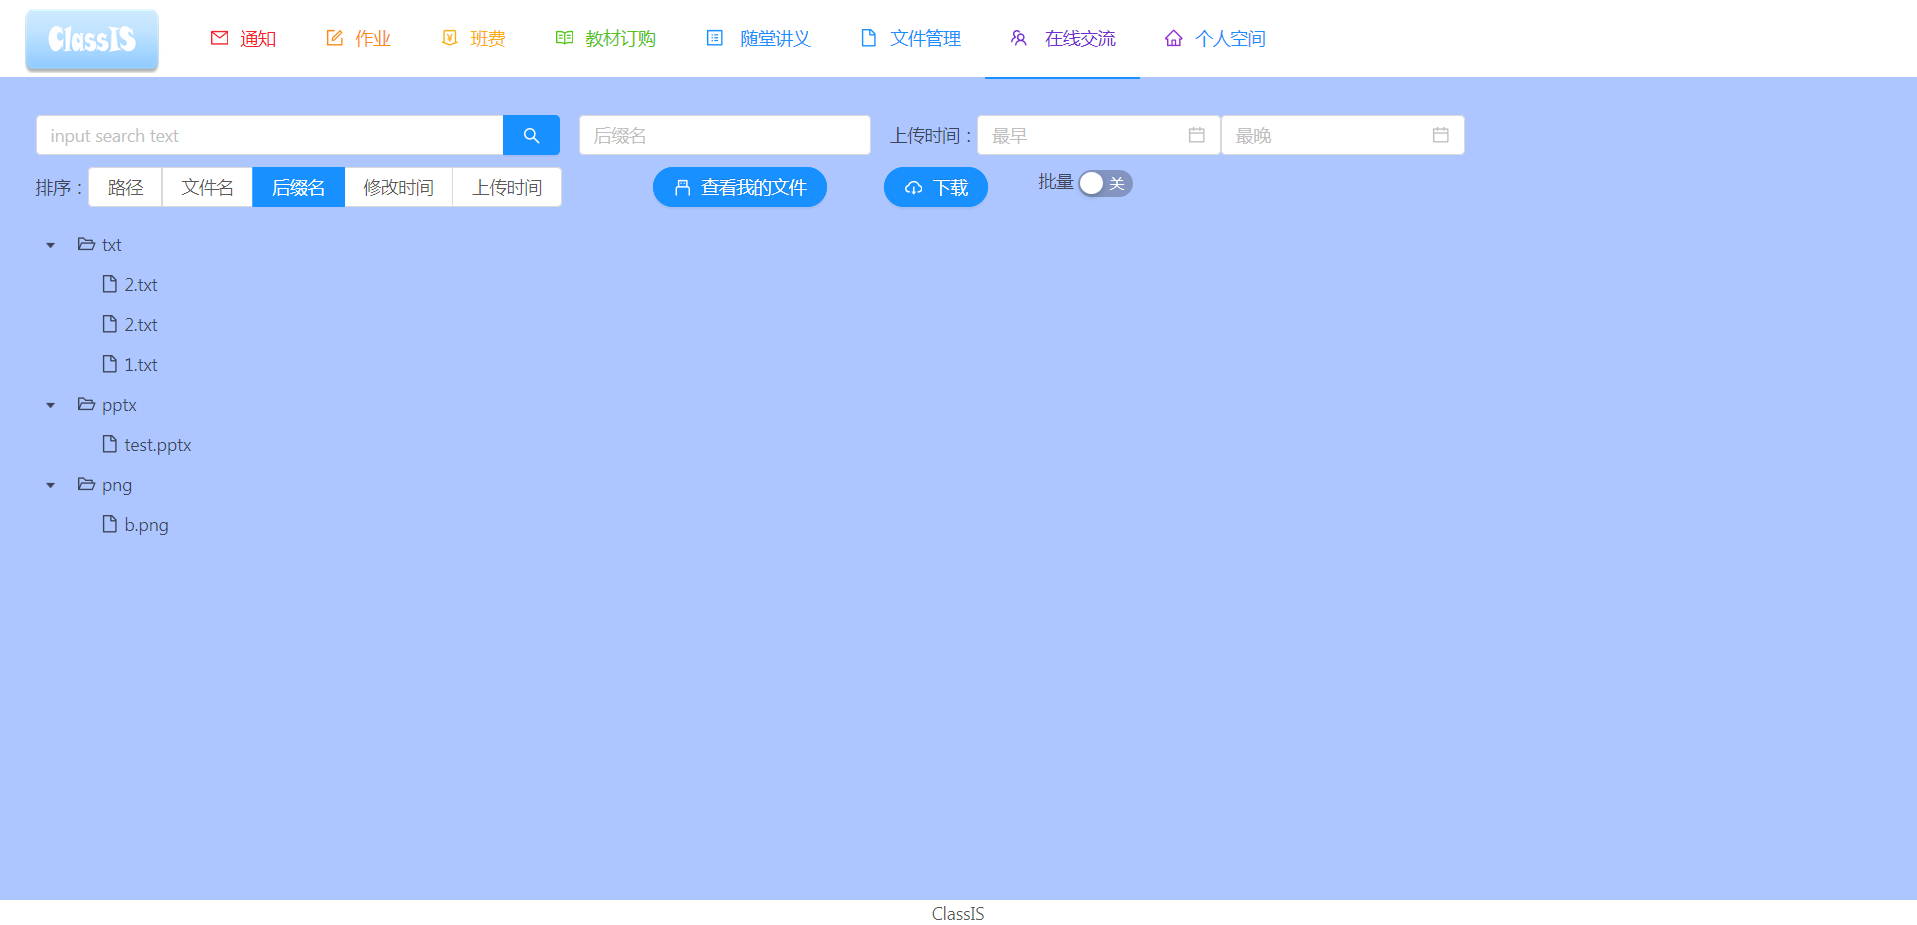 ClassIS 通知 作业 班费 教材订购 随堂讲义 文件管理 在线交流 个人空间
input search text 后缀名 上传时间： 最早 最晚
排序： 路径 文件名 后缀名 修改时间 上传时间 查看我的文件 下载 批量 关
txt
2.txt
2.txt
1.txt
pptx
test.pptx
png
b.png
ClassIS